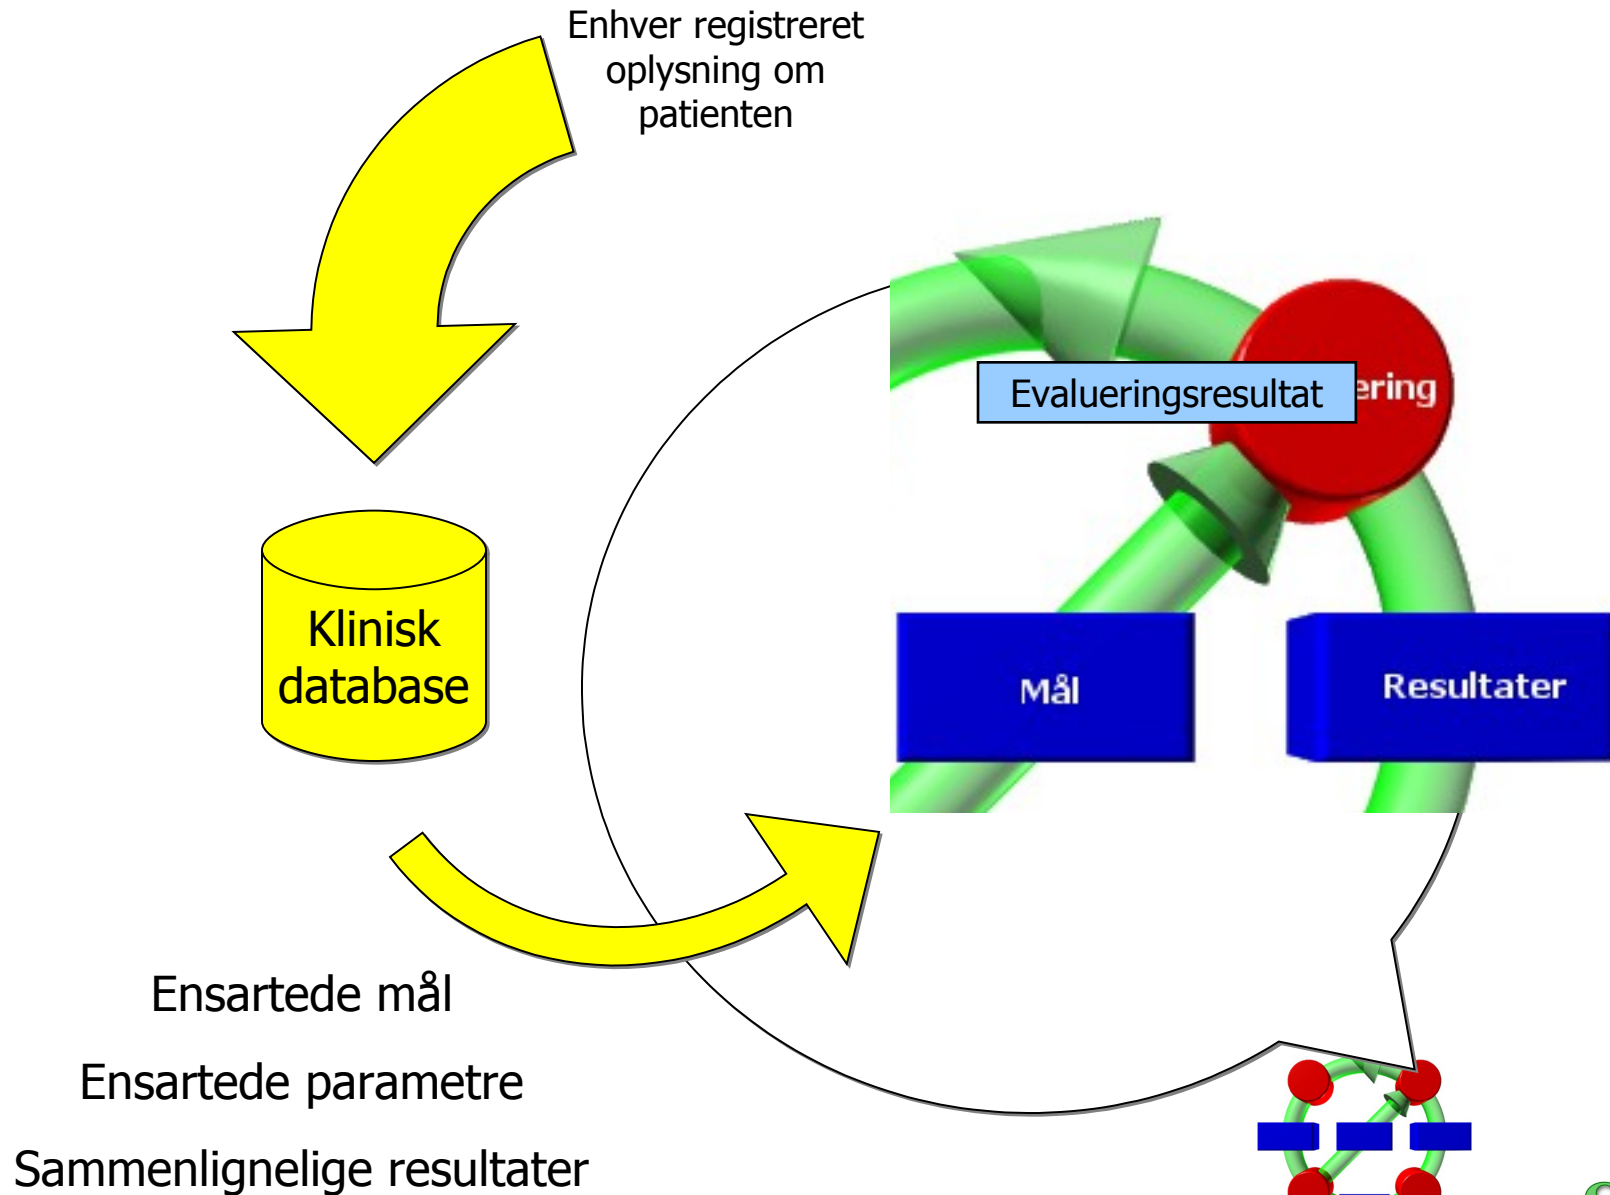 Enhver registreret
oplysning om
patienten
Evalueringsresultat
ering
Klinisk
database
Mål
Resultater
Ensartede mål
Ensartede parametre
Sammenlignelige resultater